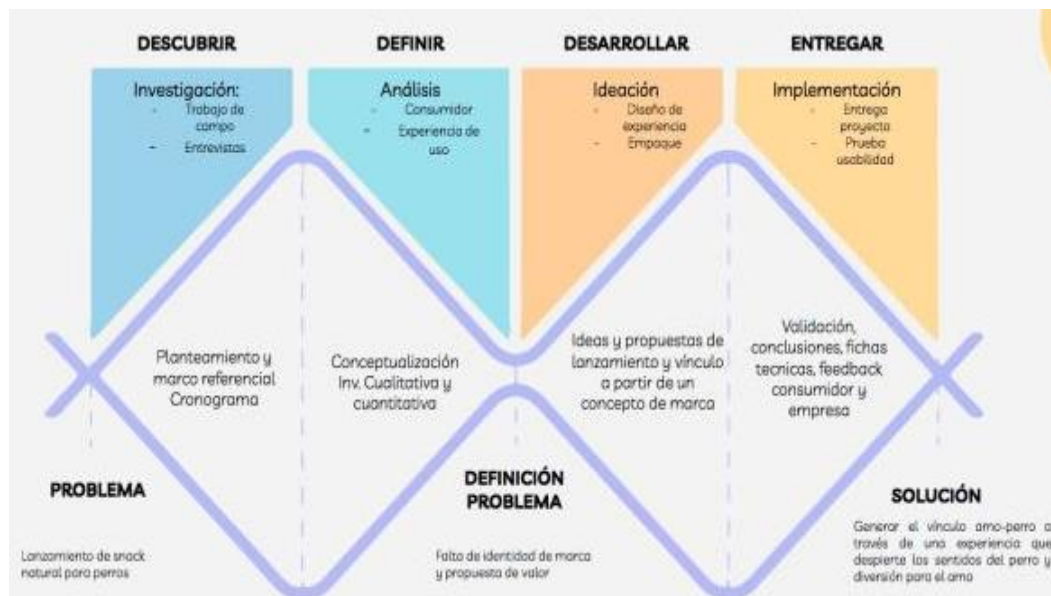 DESCUBRIR
Investigación:
- Trabajo de
campo
- Entrevistas
DEFINIR
Análisis
- Consumidor
- Experiencia de
uso
DESARROLLAR
Ideación
- Diseño de
experiencia
- Empaque
ENTREGAR
Implementación
- Entrega
proyecto
- Prueba
usabilidad
Planteamiento y
marco referencial
Cronograma
Conceptualización
Inv. Cualitativa y
cuantitativa
Ideas y propuestas de
lanzamiento y vínculo
a partir de un
concepto de marca
Validación,
conclusiones, fichas
tecnicas, feedback
consumidor y
empresa
PROBLEMA
Lanzamiento de snack
natural para perros
DEFINICIÓN
PROBLEMA
Falta de identidad de marca
y propuesta de valor
SOLUCIÓN
Generar el vínculo amo-perro a
través de una experiencia que
despierte los sentidos del perro y
diversión para el amo